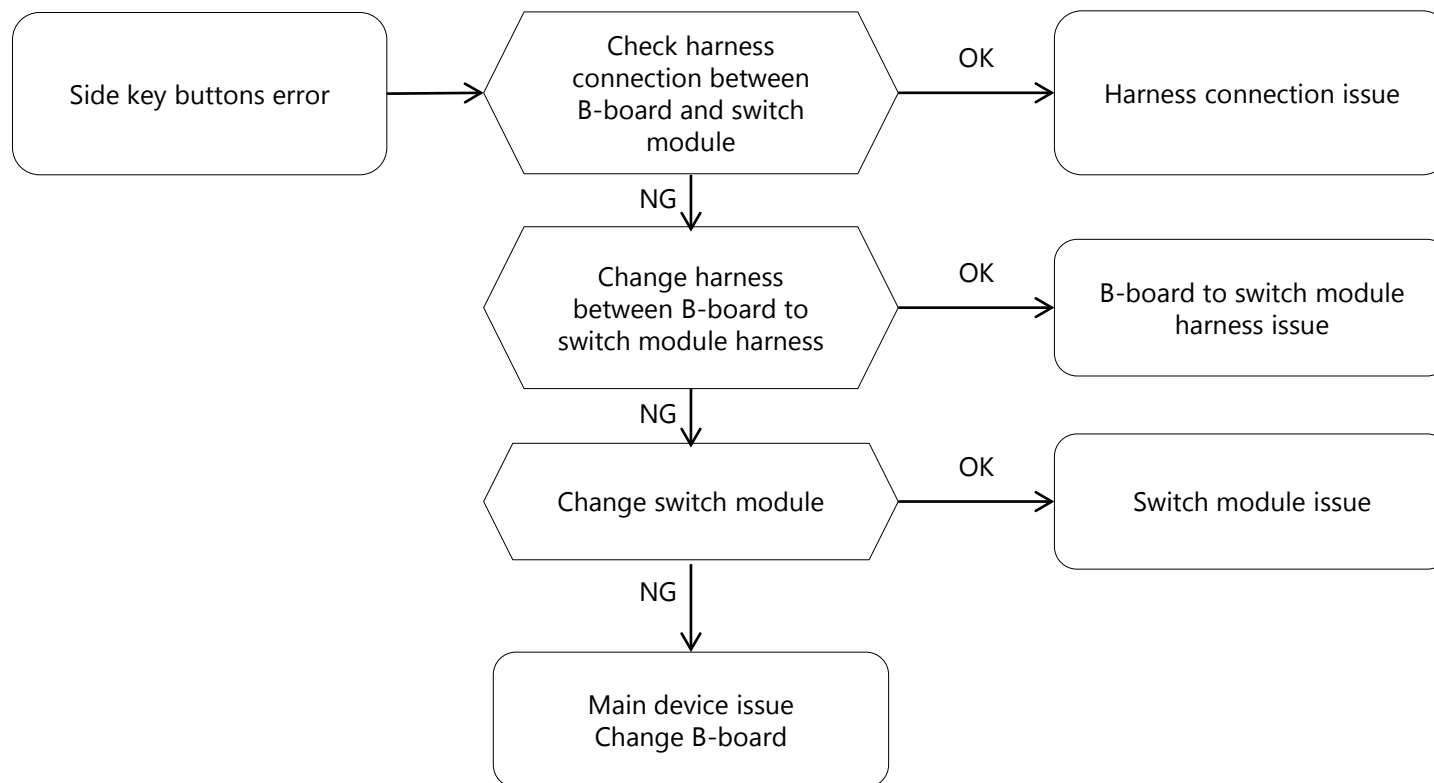 Side key buttons error
Check harness
connection between
B-board and switch
module
OK
Harness connection issue
NG
Change harness
between B-board to
switch module harness
OK
B-board to switch module
harness issue
NG
Change switch module
OK
Switch module issue
NG
Main device issue
Change B-board